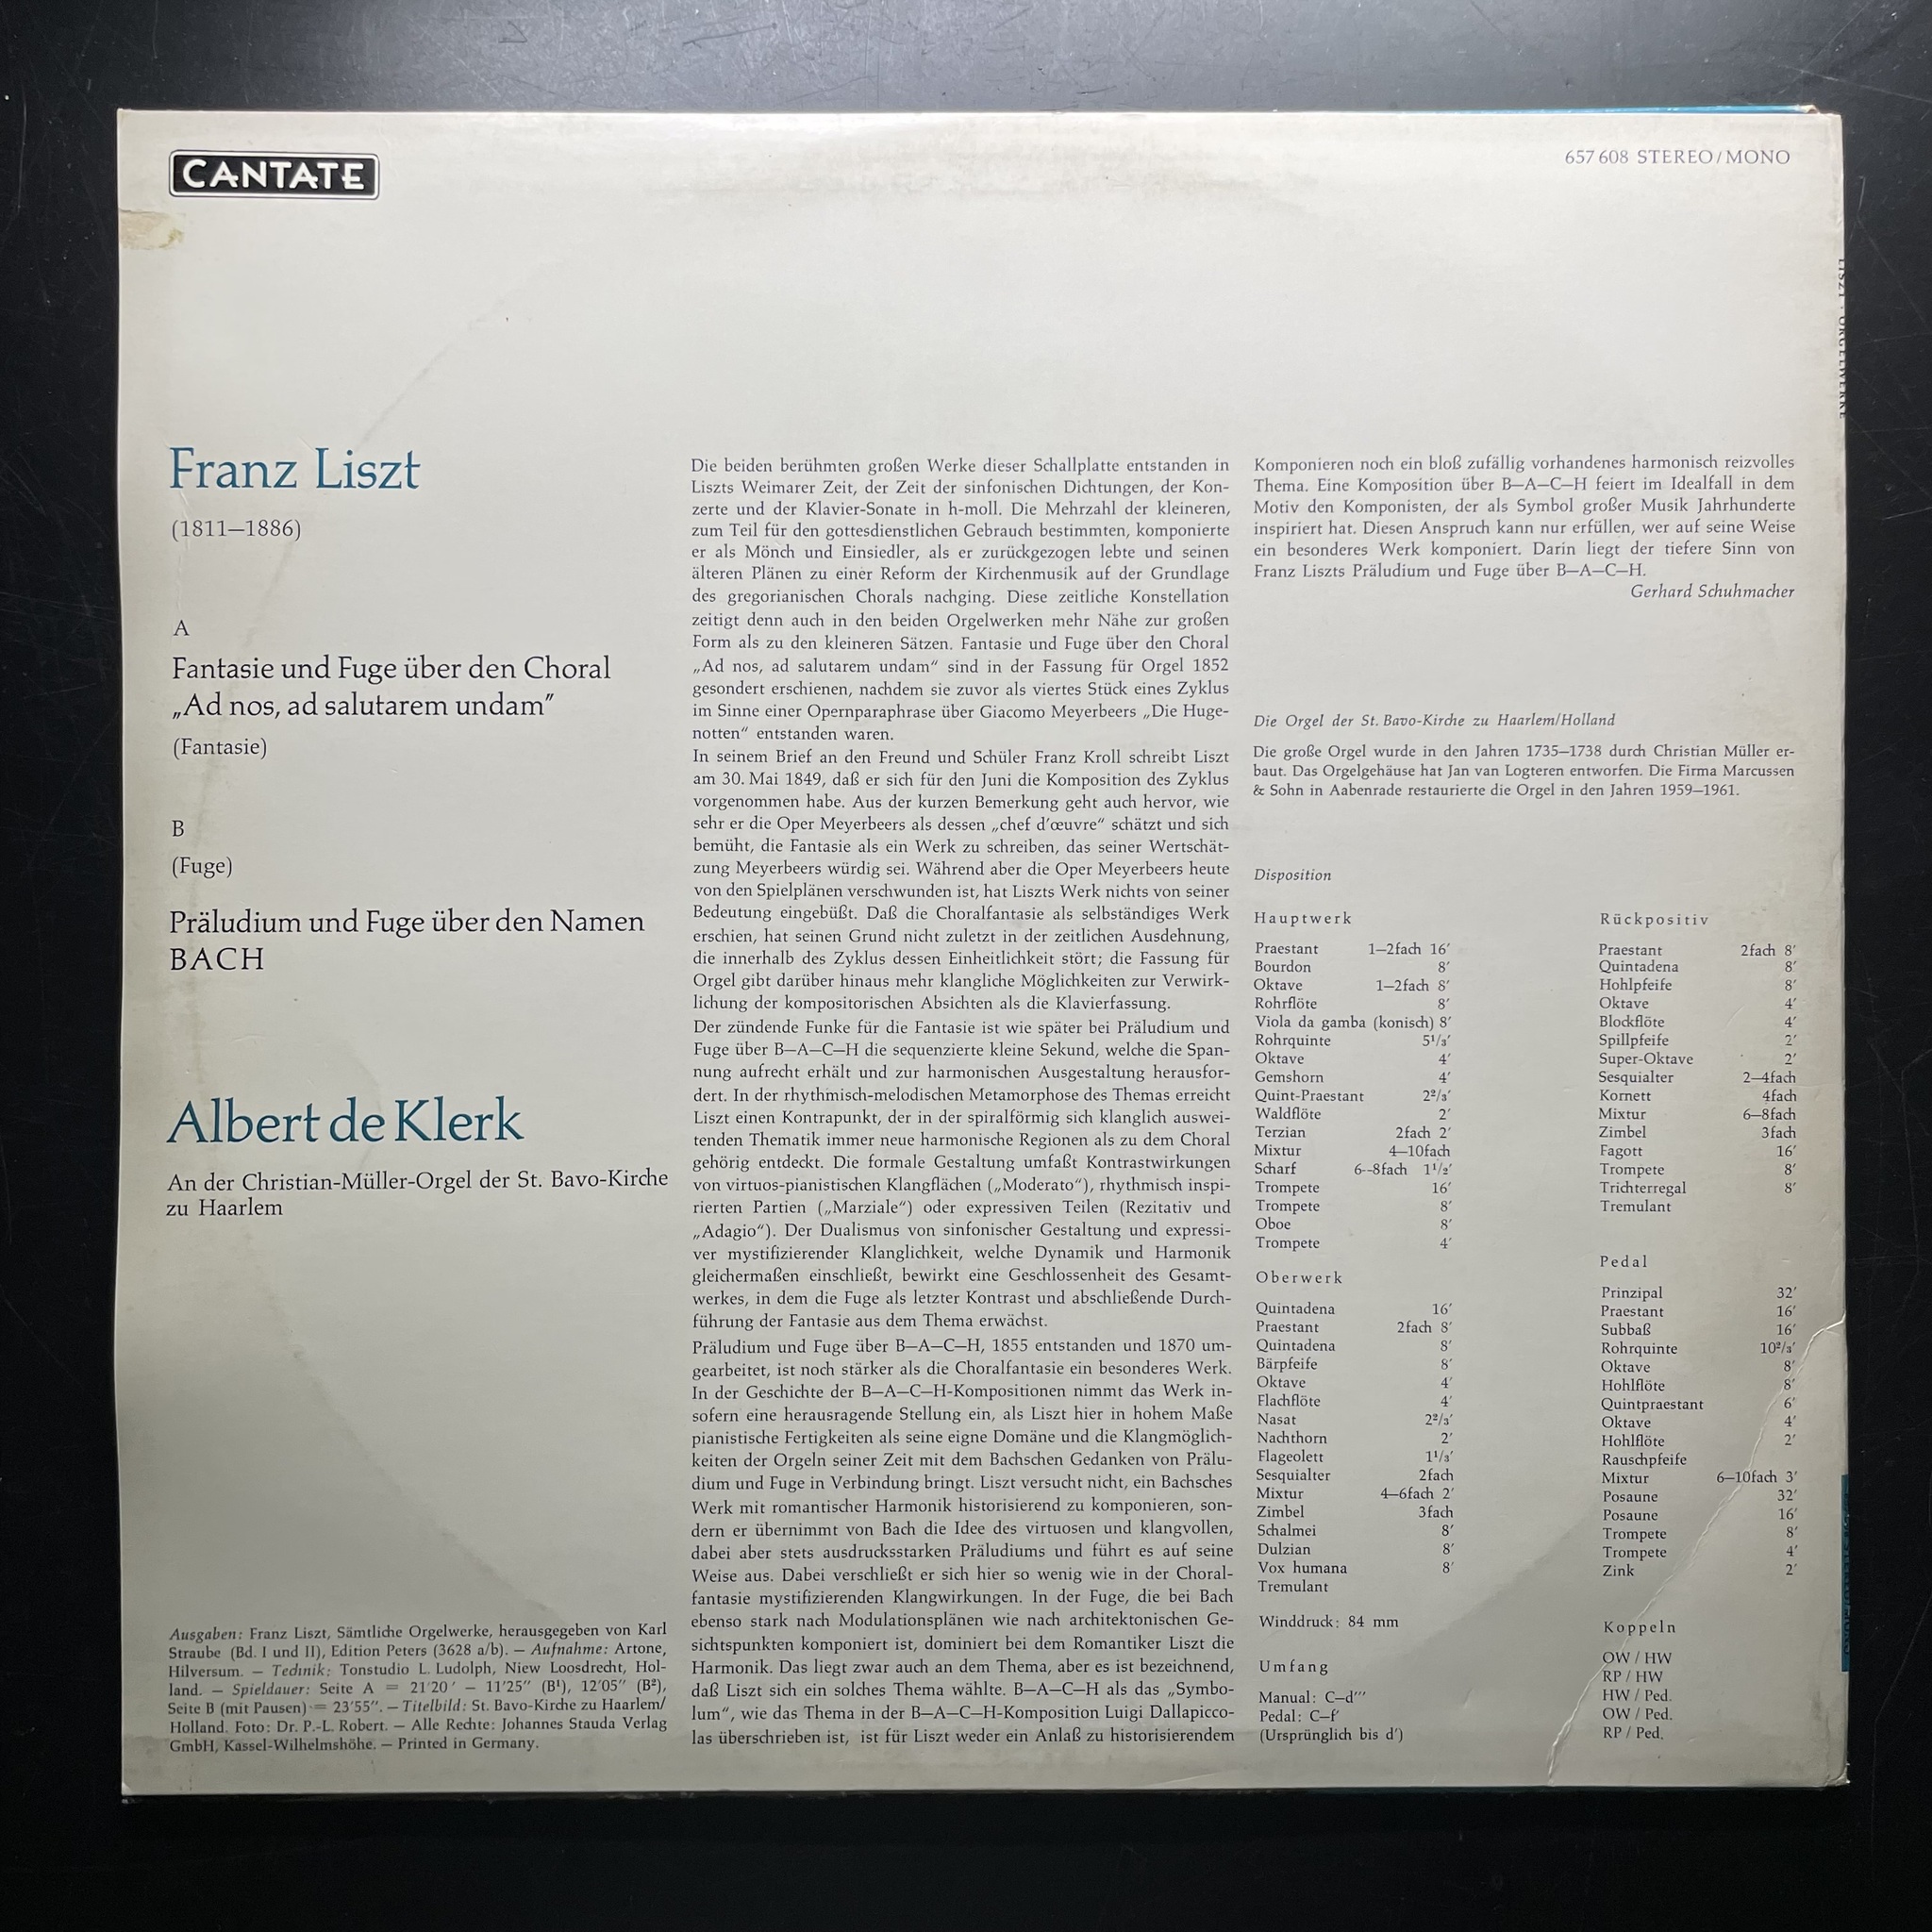 CANTATE
657 608 STEREO/MONO
LISZT · ORGELWERKE
Franz Liszt
(1811—1886)
A
Fantasie und Fuge über den Choral
„Ad nos, ad salutarem undam”
(Fantasie)
B
(Fuge)
Präludium und Fuge über den Namen
BACH
Albert de Klerk
An der Christian-Müller-Orgel der St. Bavo-Kirche
zu Haarlem
Ausgaben: Franz Liszt, Sämtliche Orgelwerke, herausgegeben von Karl
Straube (Bd. I und II), Edition Peters (3628 a/b). — Aufnahme: Artone,
Hilversum. — Technik: Tonstudio L. Ludolph, Niew Loosdrecht, Hol-
land. — Spieldauer: Seite A = 21′20′ — 11′25″ (B¹), 12′05″ (B²),
Seite B (mit Pausen) = 23′55″. — Titelbild: St. Bavo-Kirche zu Haarlem/
Holland. Foto: Dr. P.-L. Robert. — Alle Rechte: Johannes Stauda Verlag
GmbH, Kassel-Wilhelmshöhe. — Printed in Germany.
Die beiden berühmten großen Werke dieser Schallplatte entstanden in
Liszts Weimarer Zeit, der Zeit der sinfonischen Dichtungen, der Kon-
zerte und der Klavier-Sonate in h-moll. Die Mehrzahl der kleineren,
zum Teil für den gottesdienstlichen Gebrauch bestimmten, komponierte
er als Mönch und Einsiedler, als er zurückgezogen lebte und seinen
älteren Plänen zu einer Reform der Kirchenmusik auf der Grundlage
des gregorianischen Chorals nachging. Diese zeitliche Konstellation
zeitigt denn auch in den beiden Orgelwerken mehr Nähe zur großen
Form als zu den kleineren Sätzen. Fantasie und Fuge über den Choral
„Ad nos, ad salutarem undam“ sind in der Fassung für Orgel 1852
gesondert erschienen, nachdem sie zuvor als viertes Stück eines Zyklus
im Sinne einer Opernparaphrase über Giacomo Meyerbeers „Die Huge-
notten“ entstanden waren.
In seinem Brief an den Freund und Schüler Franz Kroll schreibt Liszt
am 30. Mai 1849, daß er sich für den Juni die Komposition des Zyklus
vorgenommen habe. Aus der kurzen Bemerkung geht auch hervor, wie
sehr er die Oper Meyerbeers als dessen „chef d’œuvre“ schätzt und sich
bemüht, die Fantasie als ein Werk zu schreiben, das seiner Wertschät-
zung Meyerbeers würdig sei. Während aber die Oper Meyerbeers heute
von den Spielplänen verschwunden ist, hat Liszts Werk nichts von seiner
Bedeutung eingebüßt. Daß die Choralfantasie als selbständiges Werk
erschien, hat seinen Grund nicht zuletzt in der zeitlichen Ausdehnung,
die innerhalb des Zyklus dessen Einheitlichkeit stört; die Fassung für
Orgel gibt darüber hinaus mehr klangliche Möglichkeiten zur Verwirk-
lichung der kompositorischen Absichten als die Klavierfassung.
Der zündende Funke für die Fantasie ist wie später bei Präludium und
Fuge über B—A—C—H die sequenzierte kleine Sekund, welche die Span-
nung aufrecht erhält und zur harmonischen Ausgestaltung herausfor-
dert. In der rhythmisch-melodischen Metamorphose des Themas erreicht
Liszt einen Kontrapunkt, der in der spiralförmig sich klanglich auswei-
tenden Thematik immer neue harmonische Regionen als zu dem Choral
gehörig entdeckt. Die formale Gestaltung umfaßt Kontrastwirkungen
von virtuos-pianistischen Klangflächen („Moderato“), rhythmisch inspi-
rierten Partien („Marziale“) oder expressiven Teilen (Rezitativ und
„Adagio“). Der Dualismus von sinfonischer Gestaltung und expressi-
ver mystifizierender Klanglichkeit, welche Dynamik und Harmonik
gleichermaßen einschließt, bewirkt eine Geschlossenheit des Gesamt-
werkes, in dem die Fuge als letzter Kontrast und abschließende Durch-
führung der Fantasie aus dem Thema erwächst.
Präludium und Fuge über B—A—C—H, 1855 entstanden und 1870 um-
gearbeitet, ist noch stärker als die Choralfantasie ein besonderes Werk.
In der Geschichte der B—A—C—H-Kompositionen nimmt das Werk in-
sofern eine herausragende Stellung ein, als Liszt hier in hohem Maße
pianistische Fertigkeiten als seine eigne Domäne und die Klangmöglich-
keiten der Orgeln seiner Zeit mit dem Bachschen Gedanken von Prälu-
dium und Fuge in Verbindung bringt. Liszt versucht nicht, ein Bachsches
Werk mit romantischer Harmonik historisierend zu komponieren, son-
dern er übernimmt von Bach die Idee des virtuosen und klangvollen,
dabei aber stets ausdrucksstarken Präludiums und führt es auf seine
Weise aus. Dabei verschließt er sich hier so wenig wie in der Choral-
fantasie mystifizierenden Klangwirkungen. In der Fuge, die bei Bach
ebenso stark nach Modulationsplänen wie nach architektonischen Ge-
sichtspunkten komponiert ist, dominiert bei dem Romantiker Liszt die
Harmonik. Das liegt zwar auch an dem Thema, aber es ist bezeichnend,
daß Liszt sich ein solches Thema wählte. B—A—C—H als das „Symbo-
lum“, wie das Thema in der B—A—C—H-Komposition Luigi Dallapicco-
las überschrieben ist, ist für Liszt weder ein Anlaß zu historisierendem
Komponieren noch ein bloß zufällig vorhandenes harmonisch reizvolles
Thema. Eine Komposition über B—A—C—H feiert im Idealfall in dem
Motiv den Komponisten, der als Symbol großer Musik Jahrhunderte
inspiriert hat. Diesen Anspruch kann nur erfüllen, wer auf seine Weise
ein besonderes Werk komponiert. Darin liegt der tiefere Sinn von
Franz Liszts Präludium und Fuge über B—A—C—H.
Gerhard Schuhmacher
Die Orgel der St. Bavo-Kirche zu Haarlem/Holland
Die große Orgel wurde in den Jahren 1735—1738 durch Christian Müller er-
baut. Das Orgelgehäuse hat Jan van Logteren entworfen. Die Firma Marcussen
& Sohn in Aabenrade restaurierte die Orgel in den Jahren 1959—1961.
Disposition
Hauptwerk
Praestant 1—2fach 16′
Bourdon 8′
Oktave 1—2fach 8′
Rohrflöte 8′
Viola da gamba (konisch) 8′
Rohrquinte 5¹/₃′
Oktave 4′
Gemshorn 4′
Quint-Praestant 2²/₃′
Waldflöte 2′
Terzian 2fach 2′
Mixtur 4—10fach
Scharf 6--8fach 1¹/₂′
Trompete 16′
Trompete 8′
Oboe 8′
Trompete 4′
Oberwerk
Quintadena 16′
Praestant 2fach 8′
Quintadena 8′
Bärpfeife 8′
Oktave 4′
Flachflöte 4′
Nasat 2²/₃′
Nachthorn 2′
Flageolett 1¹/₃′
Sesquialter 2fach
Mixtur 4—6fach 2′
Zimbel 3fach
Schalmei 8′
Dulzian 8′
Vox humana 8′
Tremulant
Winddruck: 84 mm
Umfang
Manual: C—d‴
Pedal: C—f′
(Ursprünglich bis d′)
Rückpositiv
Praestant 2fach 8′
Quintadena 8′
Hohlpfeife 8′
Oktave 4′
Blockflöte 4′
Spillpfeife 2′
Super-Oktave 2′
Sesquialter 2—4fach
Kornett 4fach
Mixtur 6—8fach
Zimbel 3fach
Fagott 16′
Trompete 8′
Trichterregal 8′
Tremulant
Pedal
Prinzipal 32′
Praestant 16′
Subbaß 16′
Rohrquinte 10²/₃′
Oktave 8′
Hohlflöte 8′
Quintpraestant 6′
Oktave 4′
Hohlflöte 2′
Rauschpfeife
Mixtur 6—10fach 3′
Posaune 32′
Posaune 16′
Trompete 8′
Trompete 4′
Zink 2′
Koppeln
OW / HW
RP / HW
HW / Ped.
OW / Ped.
RP / Ped.